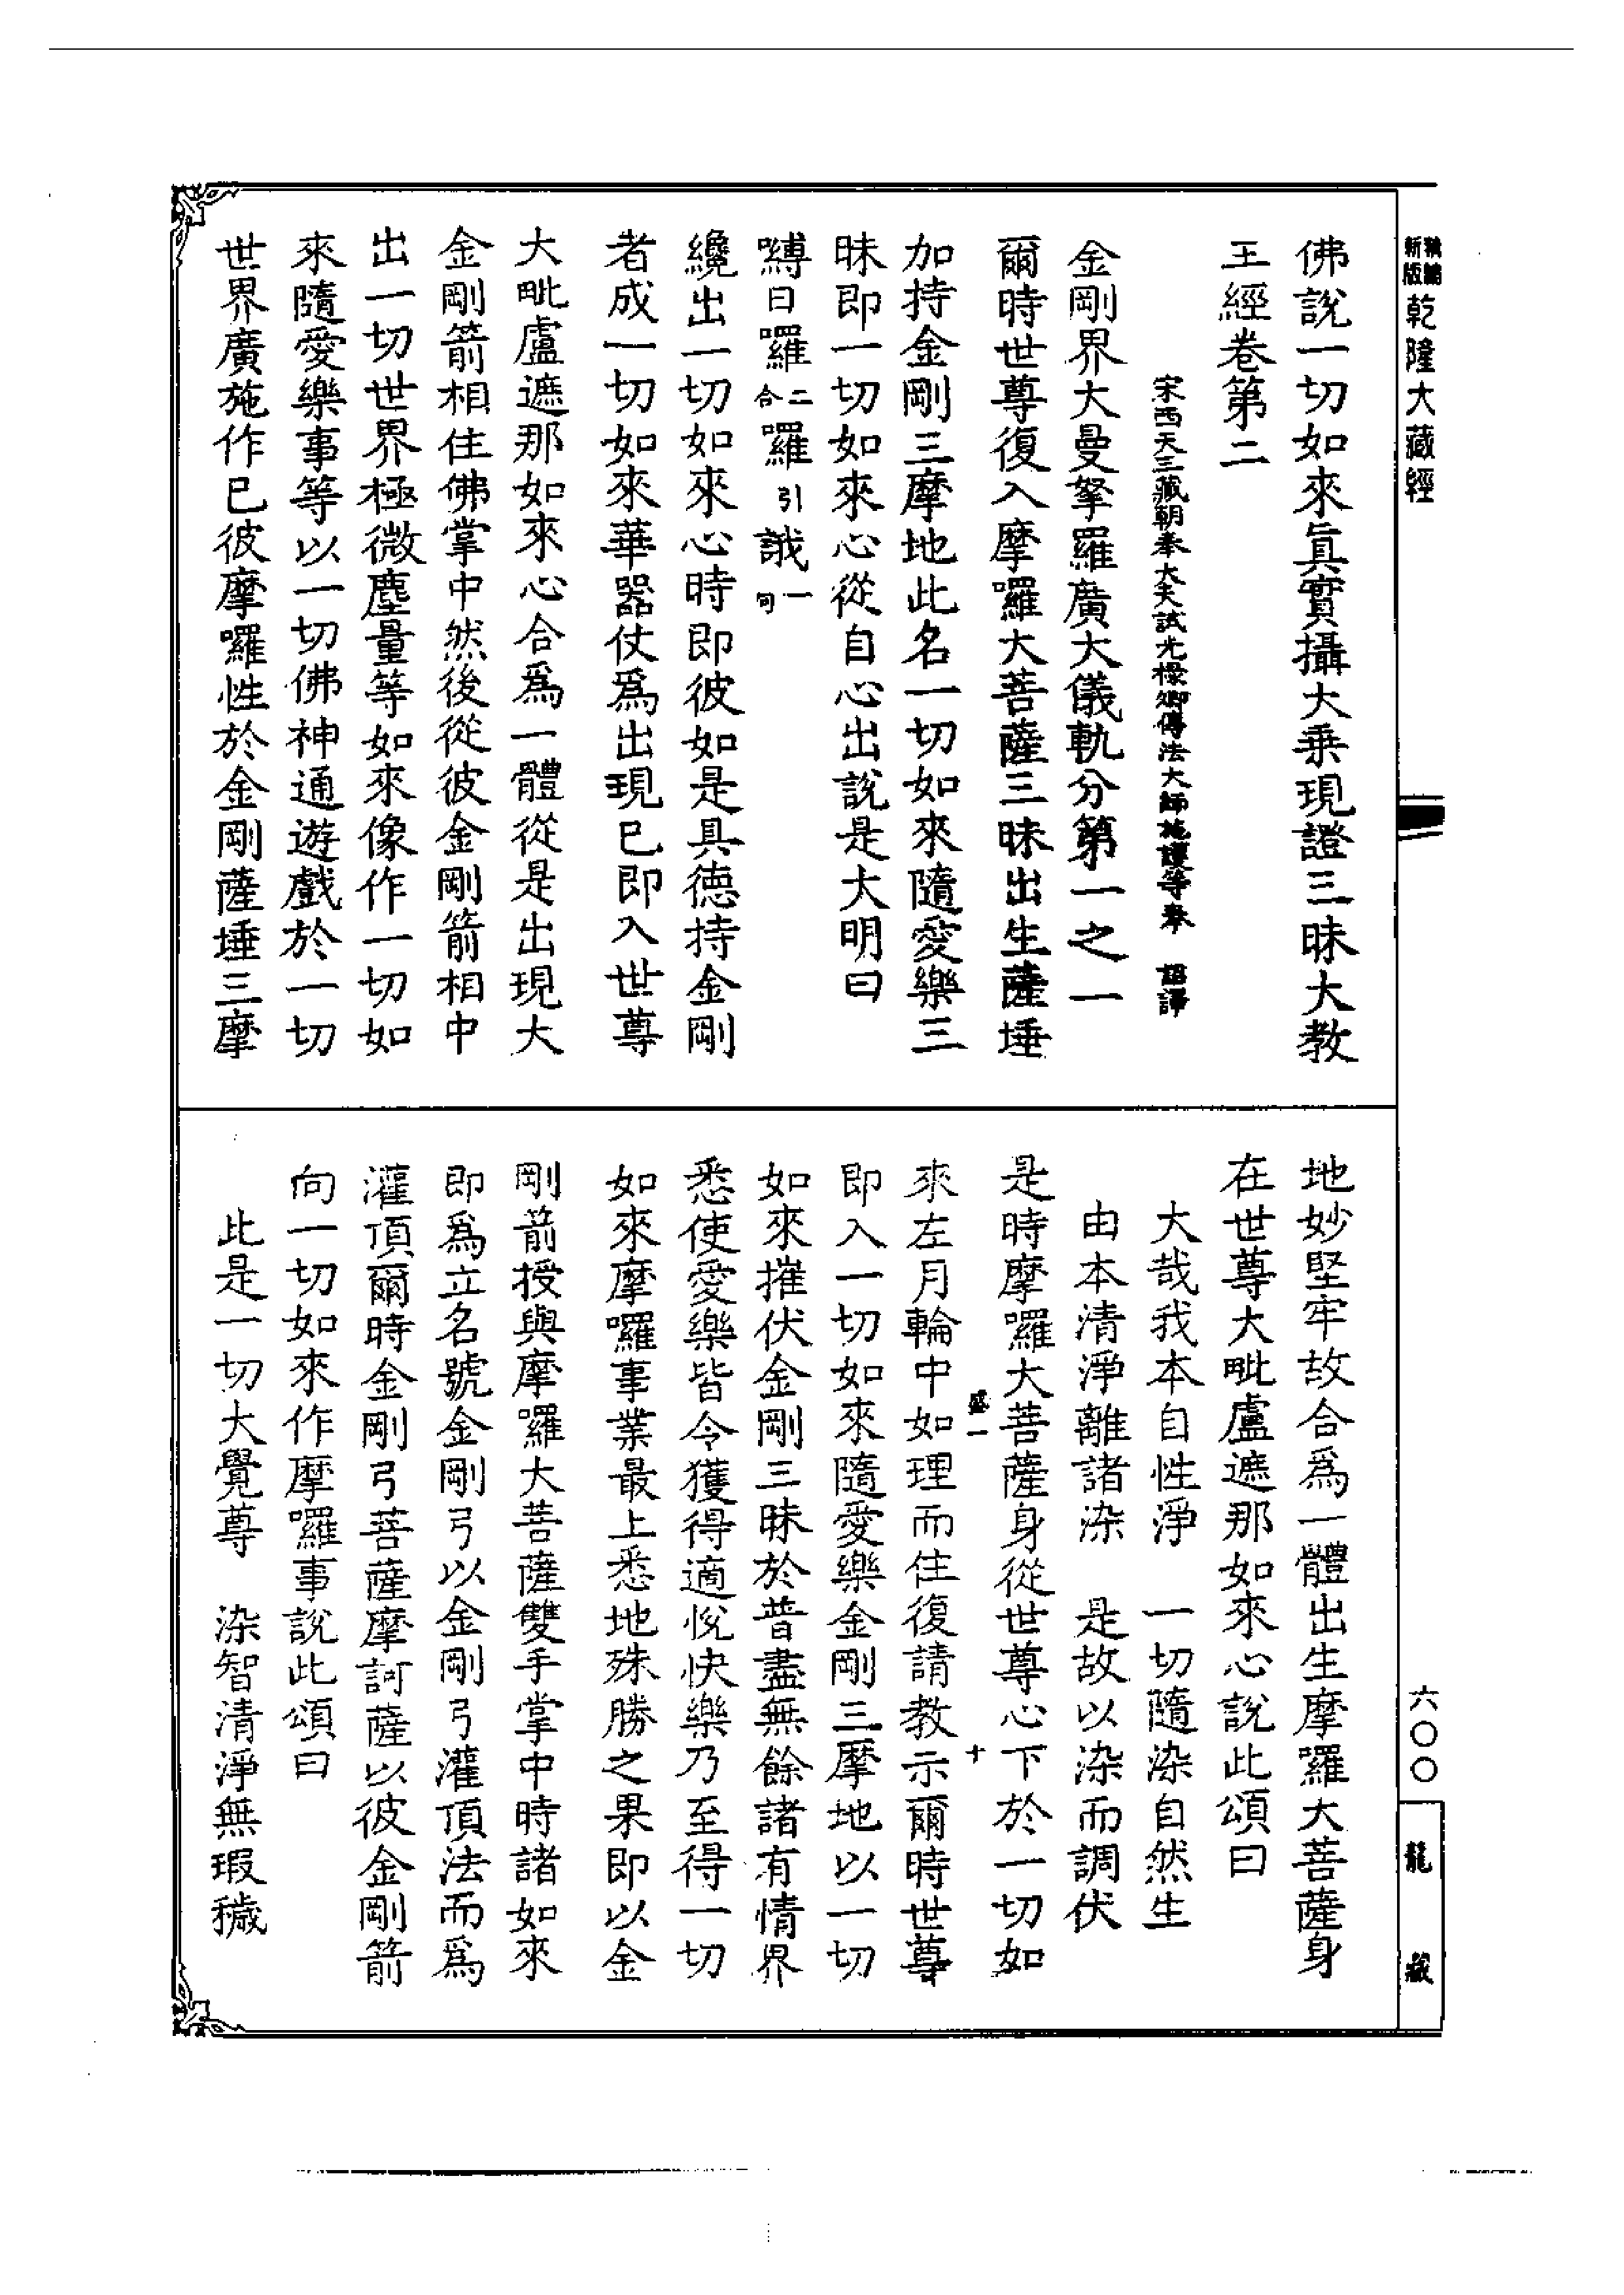 新編
新版
乾隆大藏經
佛說一切如來眞實攝大乗現證三昧大教
王經卷第二
宋西天三藏朝奉大夫試光祿卿傳法大師施護等奉 詔譯
金剛界大曼拏羅廣大儀軌分第一之一
爾時世尊復入摩囉大菩薩三昧出生薩埵
加持金剛三摩地此名一切如來隨愛樂三
昧即一切如來心從自心出說是大明曰
嚩日囉二合囉引誐一句
纔出一切如來心時即彼如是具德持金剛
者成一切如來華器仗爲出現已即入世尊
大毗盧遮那如來心合爲一體從是出現大
金剛箭相住佛掌中然後從彼金剛箭相中
出一切世界極微塵量等如來像作一切如
來隨愛樂事等以一切佛神通遊戲於一切
世界廣施作已彼摩囉性於金剛薩埵三摩
地妙堅牢故合爲一體出生摩囉大菩薩身
在世尊大毗盧遮那如來心說此頌曰
大哉我本自性淨 一切隨染自然生
由本清淨離諸染 是故以染而調伏
是時摩囉大菩薩身從世尊心下於一切如
盛一 十
來左月輪中如理而住復請教示爾時世尊
即入一切如來隨愛樂金剛三摩地以一切
如來摧伏金剛三昧於普盡無餘諸有情界
悉使愛樂皆令獲得適悅快樂乃至得一切
如來摩囉事業最上悉地殊勝之果即以金
剛箭授與摩囉大菩薩雙手掌中時諸如來
即爲立名號金剛弓以金剛弓灌頂法而爲
灌頂爾時金剛弓菩薩摩訶薩以彼金剛箭
向一切如來作摩囉事說此頌曰
此是一切大覺尊 染智清淨無瑕穢
六〇〇
龍藏